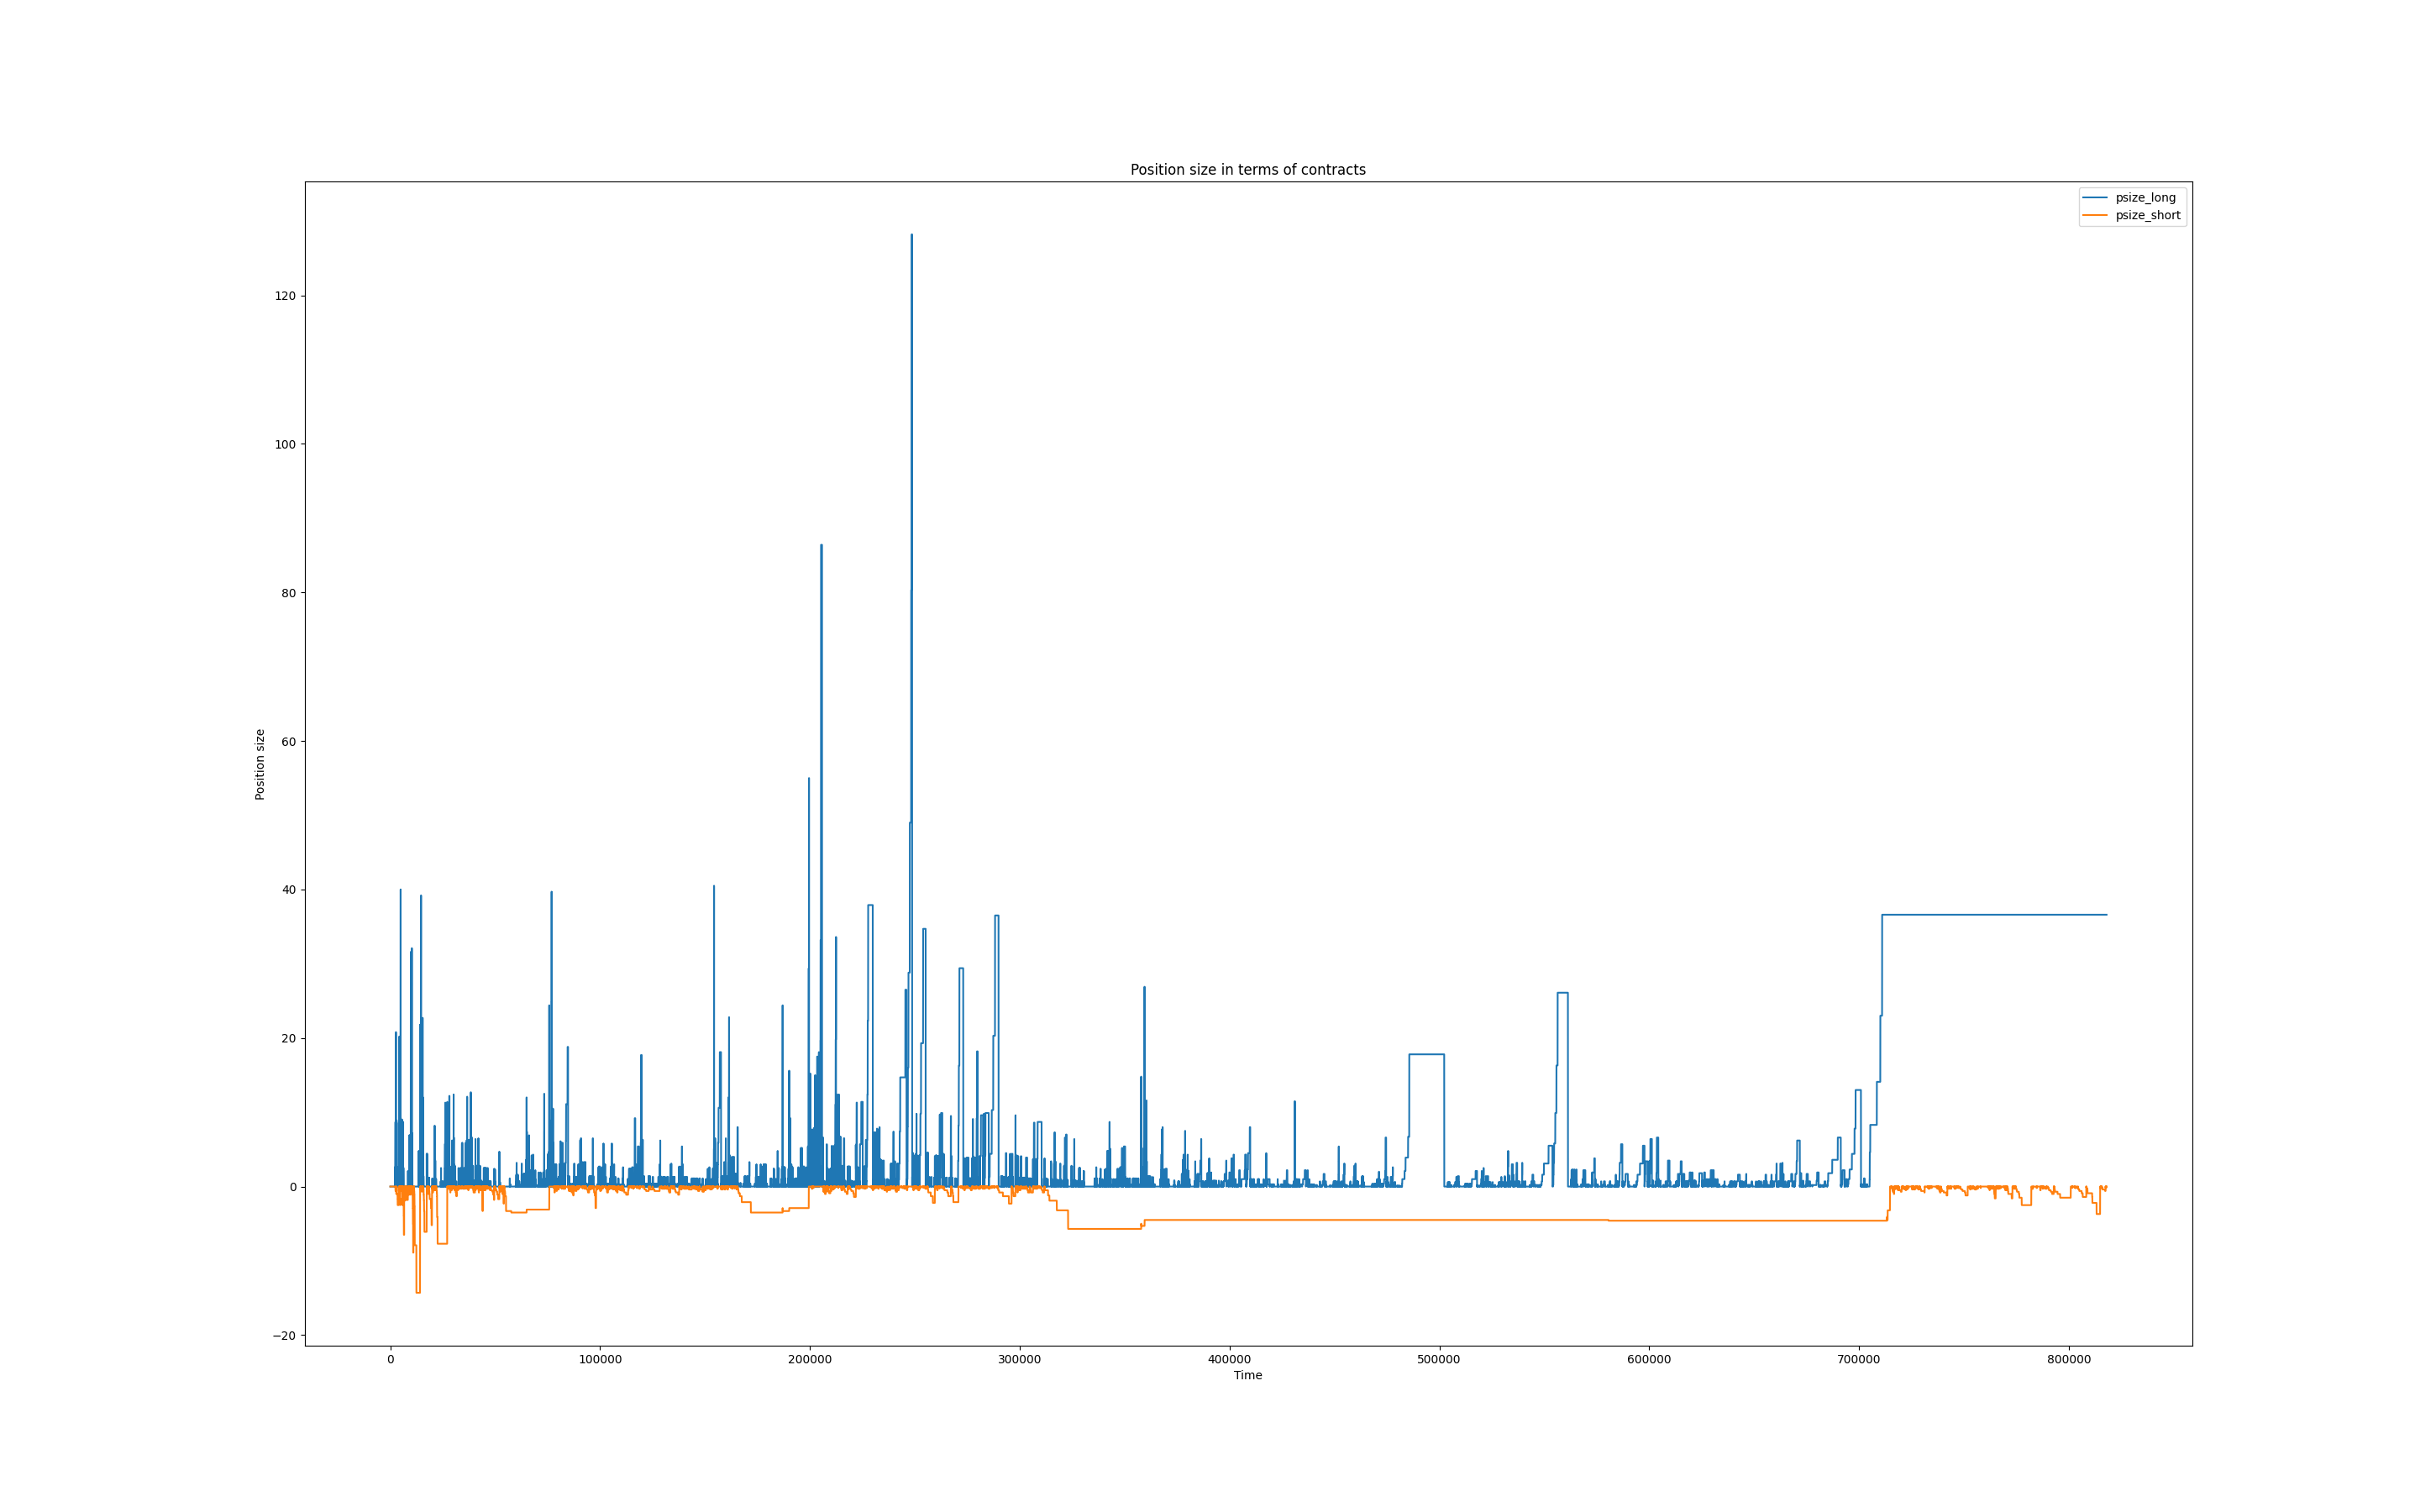 Position size in terms of contracts
psize_long
psize_short
120
100
80
60
40
20
0
−20
Position size
0 100000 200000 300000 400000 500000 600000 700000 800000
Time